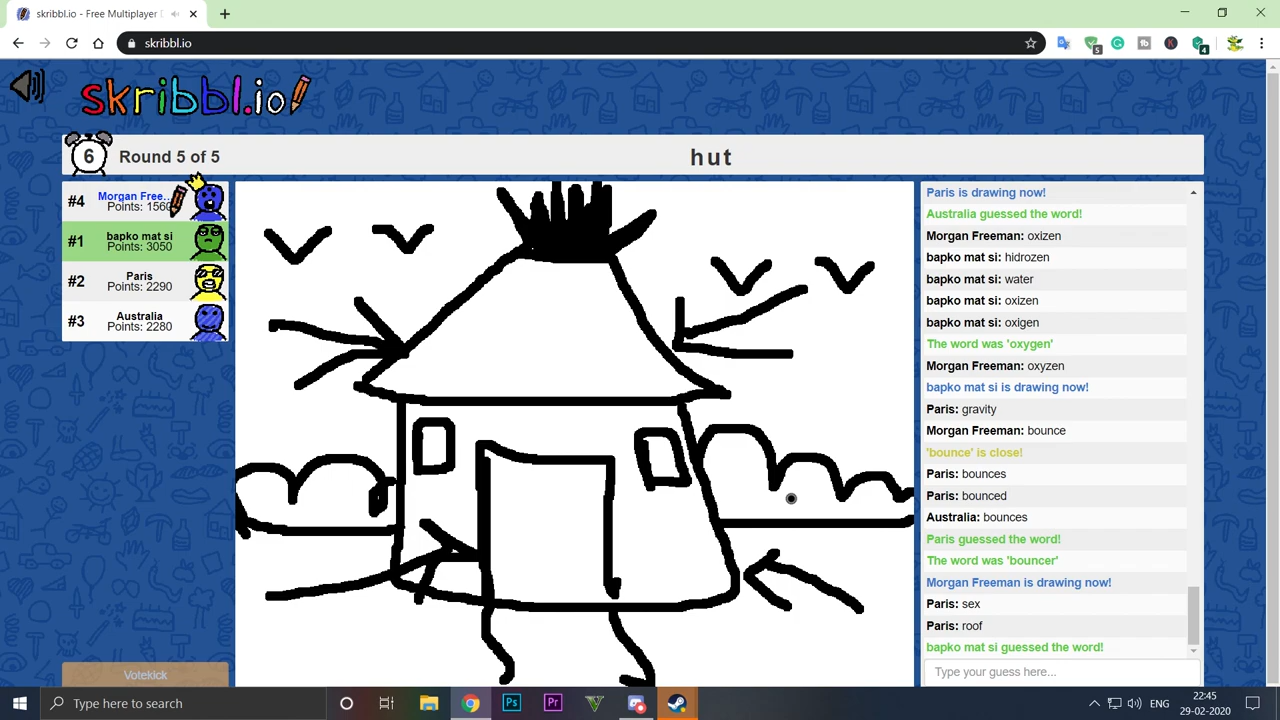 skribbl.io - Free Multiplayer D
skribbl.io
5
4
skribbl.io
6
Round 5 of 5
hut
#4
Morgan Free...
Points: 1560
#1
bapko mat si
Points: 3050
#2
Paris
Points: 2290
#3
Australia
Points: 2280
Votekick
Paris is drawing now!
Australia guessed the word!
Morgan Freeman: oxizen
bapko mat si: hidrozen
bapko mat si: water
bapko mat si: oxizen
bapko mat si: oxigen
The word was 'oxygen'
Morgan Freeman: oxyzen
bapko mat si is drawing now!
Paris: gravity
Morgan Freeman: bounce
'bounce' is close!
Paris: bounces
Paris: bounced
Australia: bounces
Paris guessed the word!
The word was 'bouncer'
Morgan Freeman is drawing now!
Paris: sex
Paris: roof
bapko mat si guessed the word!
Type your guess here...
Type here to search
Ps
Pr
ENG
22:45
29-02-2020